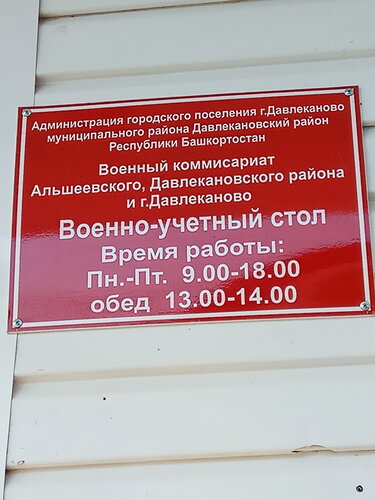 Администрация городского поселения г.Давлеканово
муниципального района Давлекановский район
Республики Башкортостан
Военный коммисариат
Альшеевского, Давлекановского района
и г.Давлеканово
Военно-учетный стол
Время работы:
Пн.-Пт. 9.00-18.00
обед 13.00-14.00